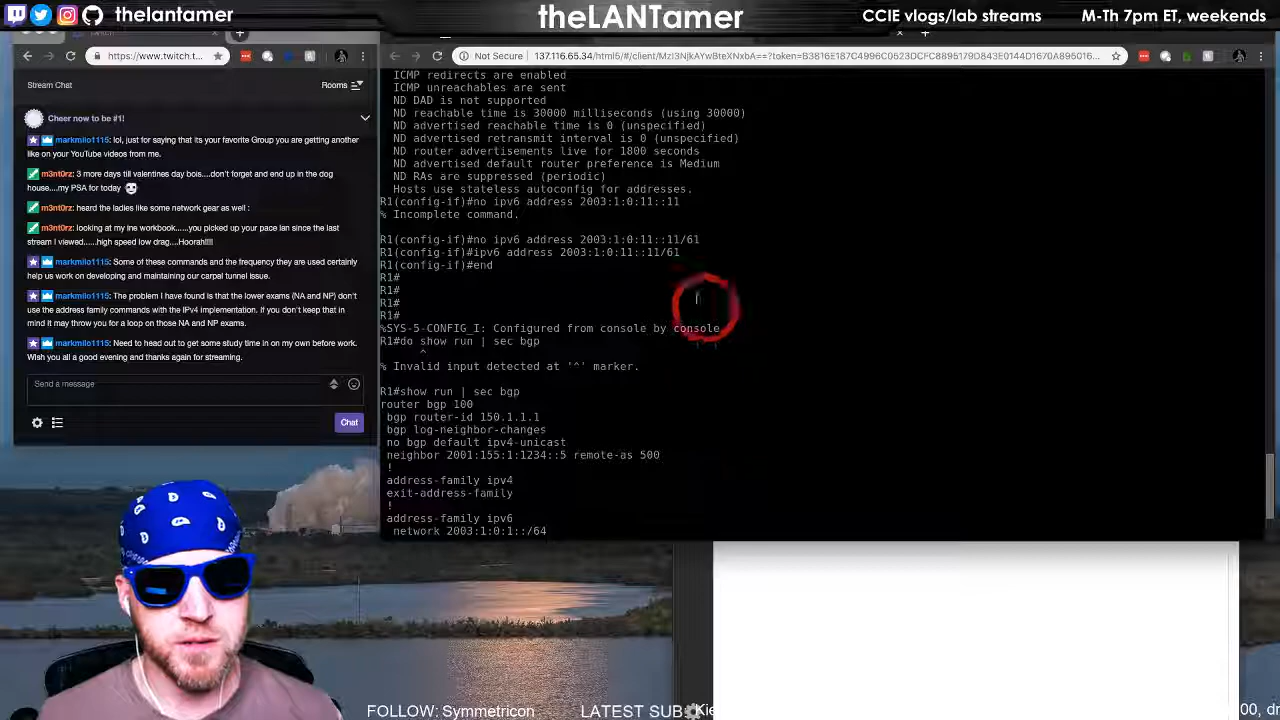 thelantamer
theLANTamer
CCIE vlogs/lab streams
M-Th 7pm ET, weekends
https://www.twitch.t
Not Secure
Stream Chat
Rooms
Cheer now to be #1!
markmilo1115: lol, just for saying that its your favorite Group you are getting another
like on your YouTube videos from me.
m3nt0rz: 3 more days till valentines day bois....don't forget and end up in the dog
house....my PSA for today
m3nt0rz: heard the ladies like some network gear as well :
m3nt0rz: looking at my ine workbook......you picked up your pace lan since the last
stream I viewed......high speed low drag....Hoorah!!!!
markmilo1115: Some of these commands and the frequency they are used certainly
help us work on developing and maintaining our carpal tunnel issue.
markmilo1115: The problem I have found is that the lower exams (NA and NP) don't
use the address family commands with the IPv4 implementation. If you don't keep that in
mind it may throw you for a loop on those NA and NP exams.
markmilo1115: Need to head out to get some study time in on my own before work.
Wish you all a good evening and thanks again for streaming.
Send a message
Chat
ICMP redirects are enabled
ICMP unreachables are sent
ND DAD is not supported
ND reachable time is 30000 milliseconds (using 30000)
ND advertised reachable time is 0 (unspecified)
ND advertised retransmit interval is 0 (unspecified)
ND router advertisements live for 1800 seconds
ND advertised default router preference is Medium
ND RAs are suppressed (periodic)
Hosts use stateless autoconfig for addresses.
R1(config-if)#no ipv6 address 2003:1:0:11::11
% Incomplete command.
R1(config-if)#no ipv6 address 2003:1:0:11::11/61
R1(config-if)#ipv6 address 2003:1:0:11::11/61
R1(config-if)#end
R1#
R1#
R1#
R1#
%SYS-5-CONFIG_I: Configured from console by console
R1#do show run | sec bgp
^
% Invalid input detected at '^' marker.
R1#show run | sec bgp
router bgp 100
bgp router-id 150.1.1.1
bgp log-neighbor-changes
no bgp default ipv4-unicast
neighbor 2001:155:1:1234::5 remote-as 500
!
address-family ipv4
exit-address-family
!
address-family ipv6
network 2003:1:0:1::/64
FOLLOW: Symmetricon
LATEST SUB